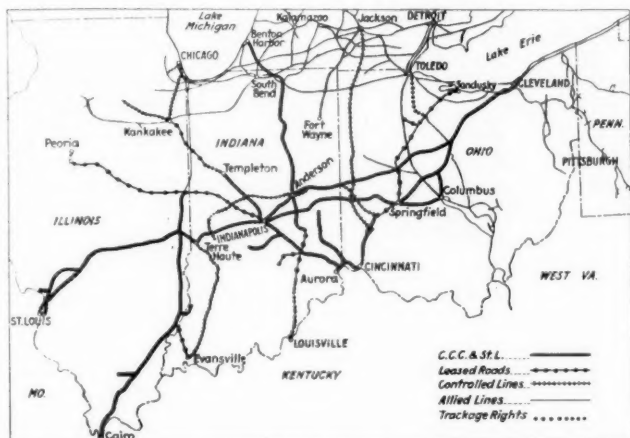 Lake
Michigan
Kalamazoo
Jackson
DETROIT
Benton
Harbor
Lake Erie
CHICAGO
TOLEDO
Sandusky
CLEVELAND
South
Bend
Kankakee
Fort
Wayne
PENN.
INDIANA
OHIO
Peoria
PITTSBURGH
Templeton
Anderson
Columbus
Springfield
ILLINOIS
INDIANAPOLIS
Terre
Haute
Aurora
CINCINNATI
WEST VA.
ST. LOUIS
LOUISVILLE
Evansville
KENTUCKY
C.C.C. & St. L.
Leased Roads
Controlled Lines
Allied Lines
Trackage Rights
MO.
Cairo